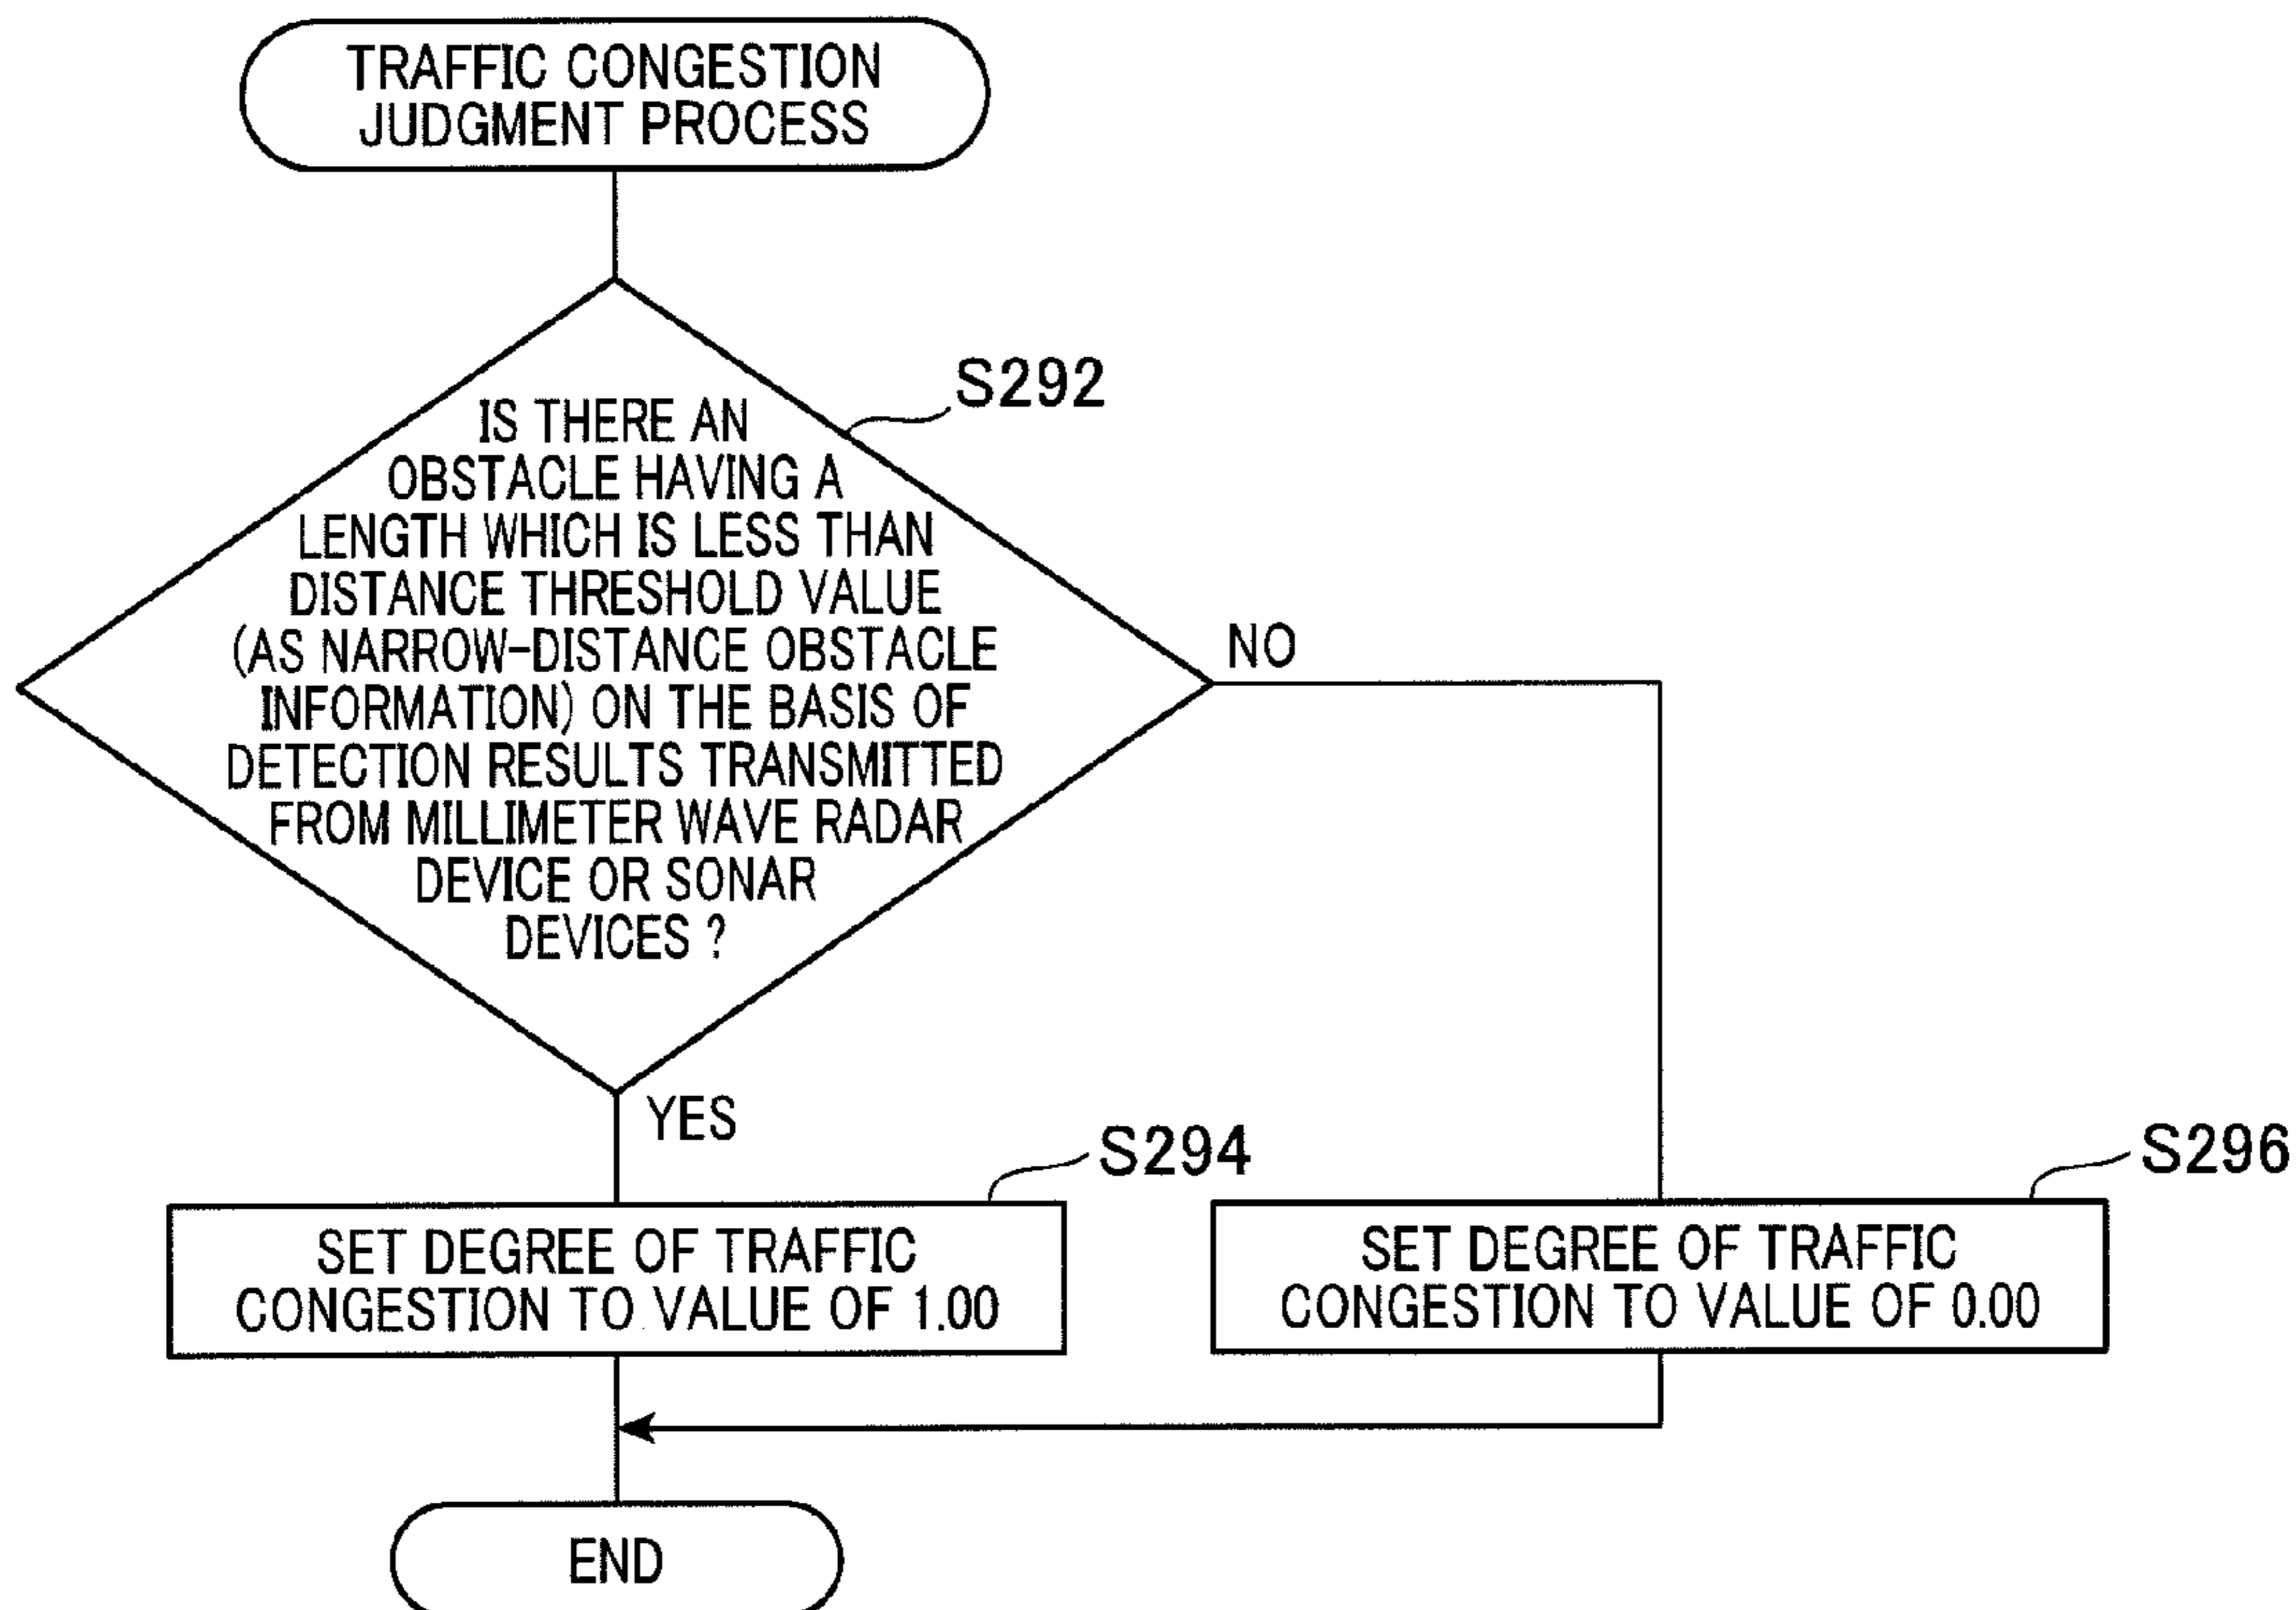 TRAFFIC CONGESTION
JUDGMENT PROCESS
S292
IS THERE AN
OBSTACLE HAVING A
LENGTH WHICH IS LESS THAN
DISTANCE THRESHOLD VALUE
(AS NARROW-DISTANCE OBSTACLE
INFORMATION) ON THE BASIS OF
DETECTION RESULTS TRANSMITTED
FROM MILLIMETER WAVE RADAR
DEVICE OR SONAR
DEVICES ?
NO
YES
S294
SET DEGREE OF TRAFFIC
CONGESTION TO VALUE OF 1.00
S296
SET DEGREE OF TRAFFIC
CONGESTION TO VALUE OF 0.00
END